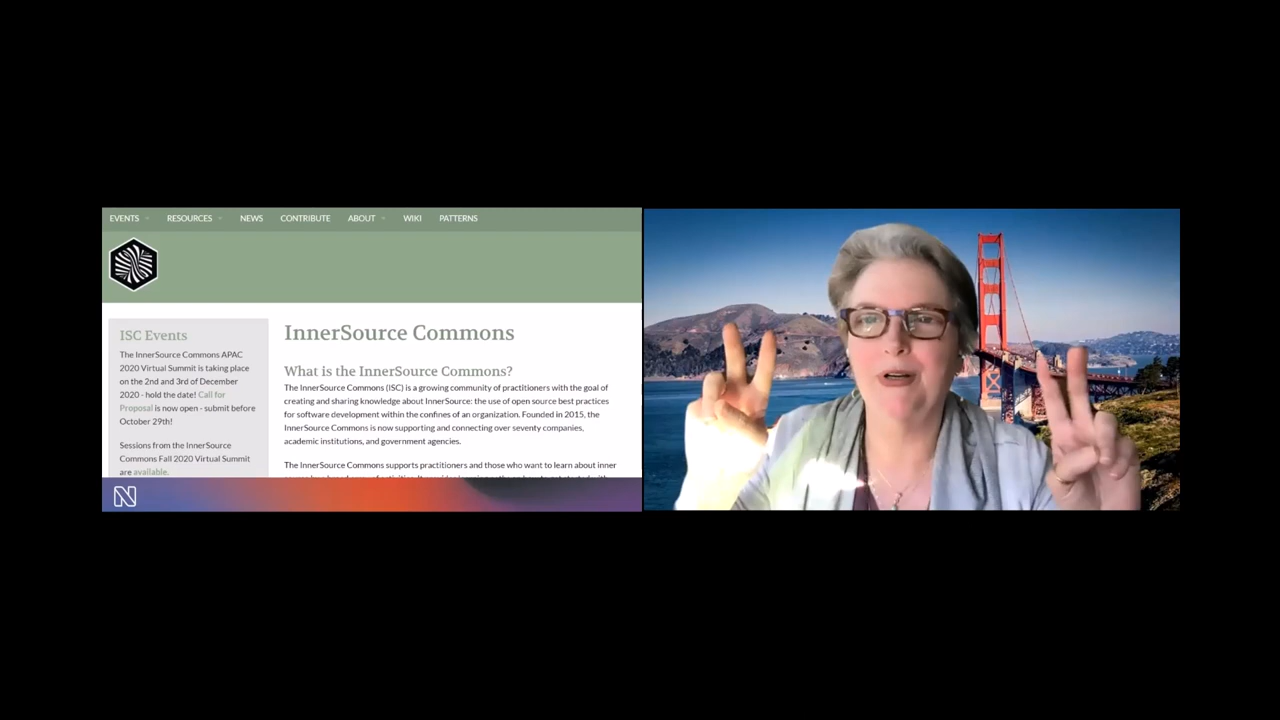 EVENTS RESOURCES NEWS CONTRIBUTE ABOUT WIKI PATTERNS
ISC Events
The InnerSource Commons APAC
2020 Virtual Summit is taking place
on the 2nd and 3rd of December
2020 - hold the date! Call for
Proposal is now open - submit before
October 29th!
Sessions from the InnerSource
Commons Fall 2020 Virtual Summit
are available.
InnerSource Commons
What is the InnerSource Commons?
The InnerSource Commons (ISC) is a growing community of practitioners with the goal of
creating and sharing knowledge about InnerSource: the use of open source best practices
for software development within the confines of an organization. Founded in 2015, the
InnerSource Commons is now supporting and connecting over seventy companies,
academic institutions, and government agencies.
The InnerSource Commons supports practitioners and those who want to learn about inner
N